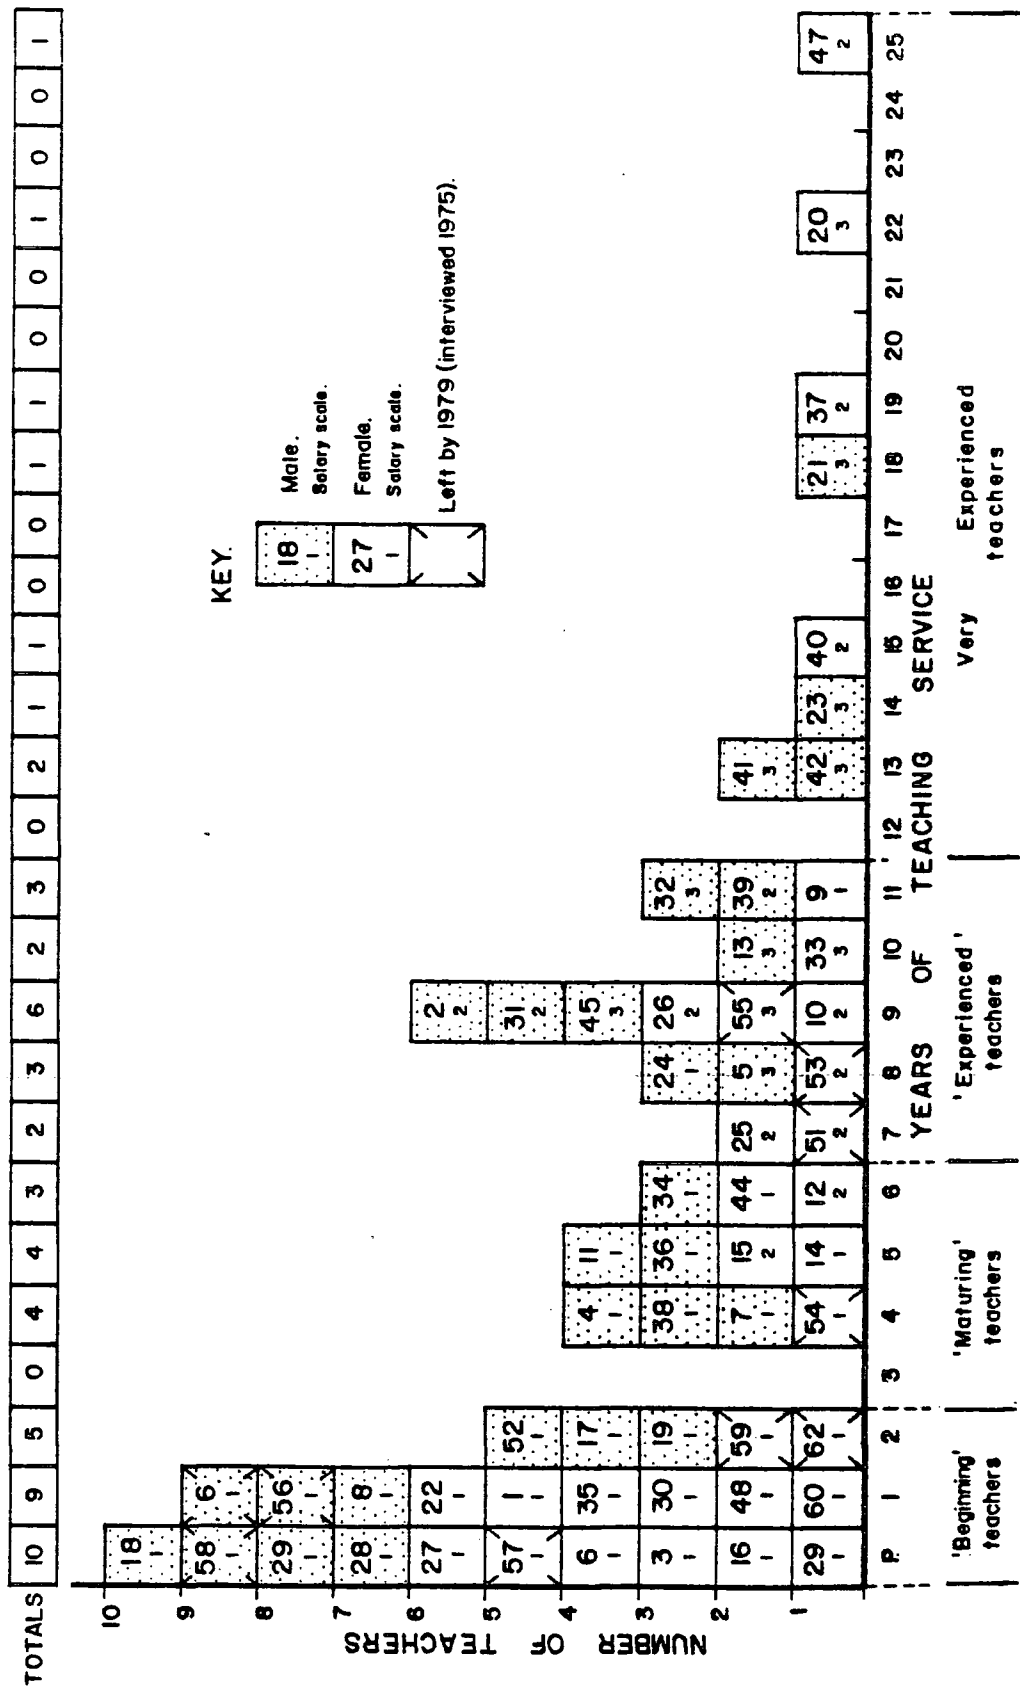 TOTALS 10 9 5 0 4 4 3 2 3 6 2 3 0 2 1 1 0 0 1 1 0 0 1 0 0 1
KEY.
18 Male.
1 Salary scale.
27 Female.
1 Salary scale.
Left by 1979 (interviewed 1975).
NUMBER OF TEACHERS
10
18
1
9
58 6
1 1
8
29 56
1 1
7
28 8
1 1
6
27 22 2
1 1 2
5
57 1 52 31
1 1 1 2
4
6 35 17 4 11 45
1 1 1 1 1 3
3
3 30 19 38 36 34 24 26 32
1 1 1 1 1 1 1 2 3
2
16 48 59 7 15 44 25 5 55 13 39 41
1 1 1 1 2 1 2 3 3 3 2 3
1
29 60 62 54 14 12 51 53 10 33 9 42 23 40 21 37 20 47
1 1 1 1 1 2 2 2 2 3 1 3 3 2 3 2 3 2
P. 1 2 3 4 5 6 7 8 9 10 11 12 13 14 15 16 17 18 19 20 21 22 23 24 25
YEARS OF TEACHING SERVICE
'Beginning' teachers
'Maturing' teachers
'Experienced' teachers
Very Experienced teachers